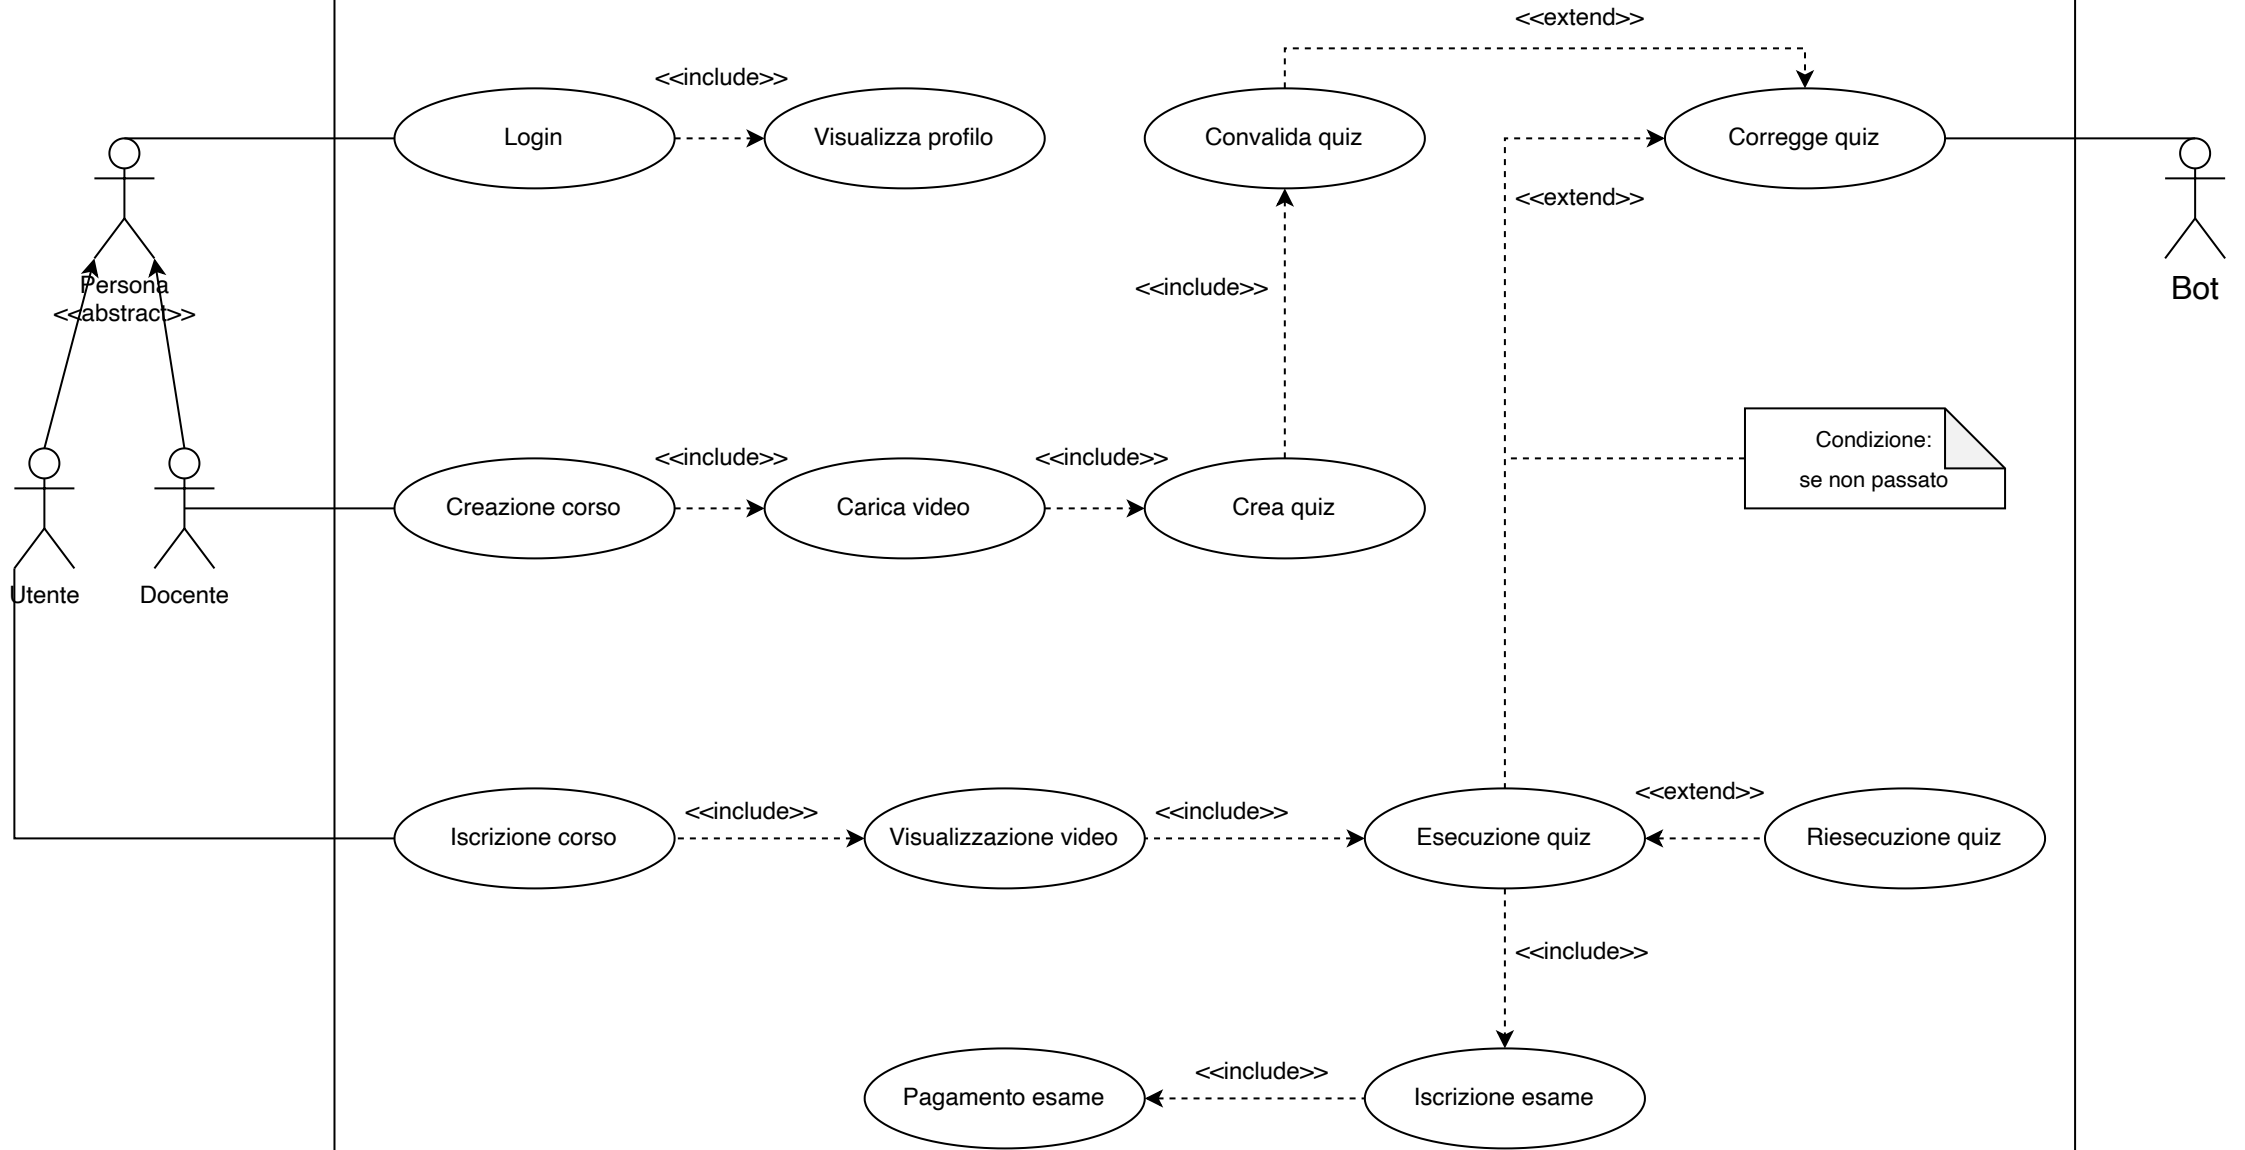 <<extend>>
<<include>>
Login
Visualizza profilo
Convalida quiz
Corregge quiz
<<extend>>
Persona
<<abstract>>
<<include>>
Bot
<<include>>
<<include>>
Condizione:
se non passato
Creazione corso
Carica video
Crea quiz
Utente
Docente
<<include>>
<<include>>
<<extend>>
Iscrizione corso
Visualizzazione video
Esecuzione quiz
Riesecuzione quiz
<<include>>
<<include>>
Pagamento esame
Iscrizione esame